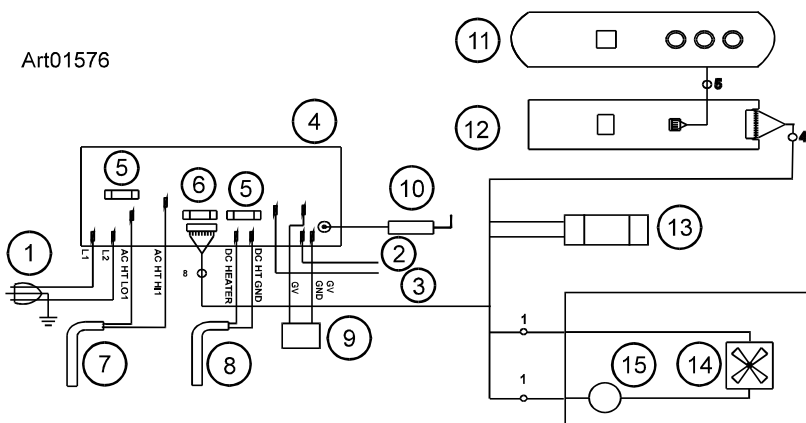 Art01576
11
5
12
4
4
5
6
5
10
13
1
L1
L2
AC HT LO1
AC HT HI1
8
DC HEATER
DC HT GND
GV
GV
GND
2
3
7
8
9
1
1
15
14